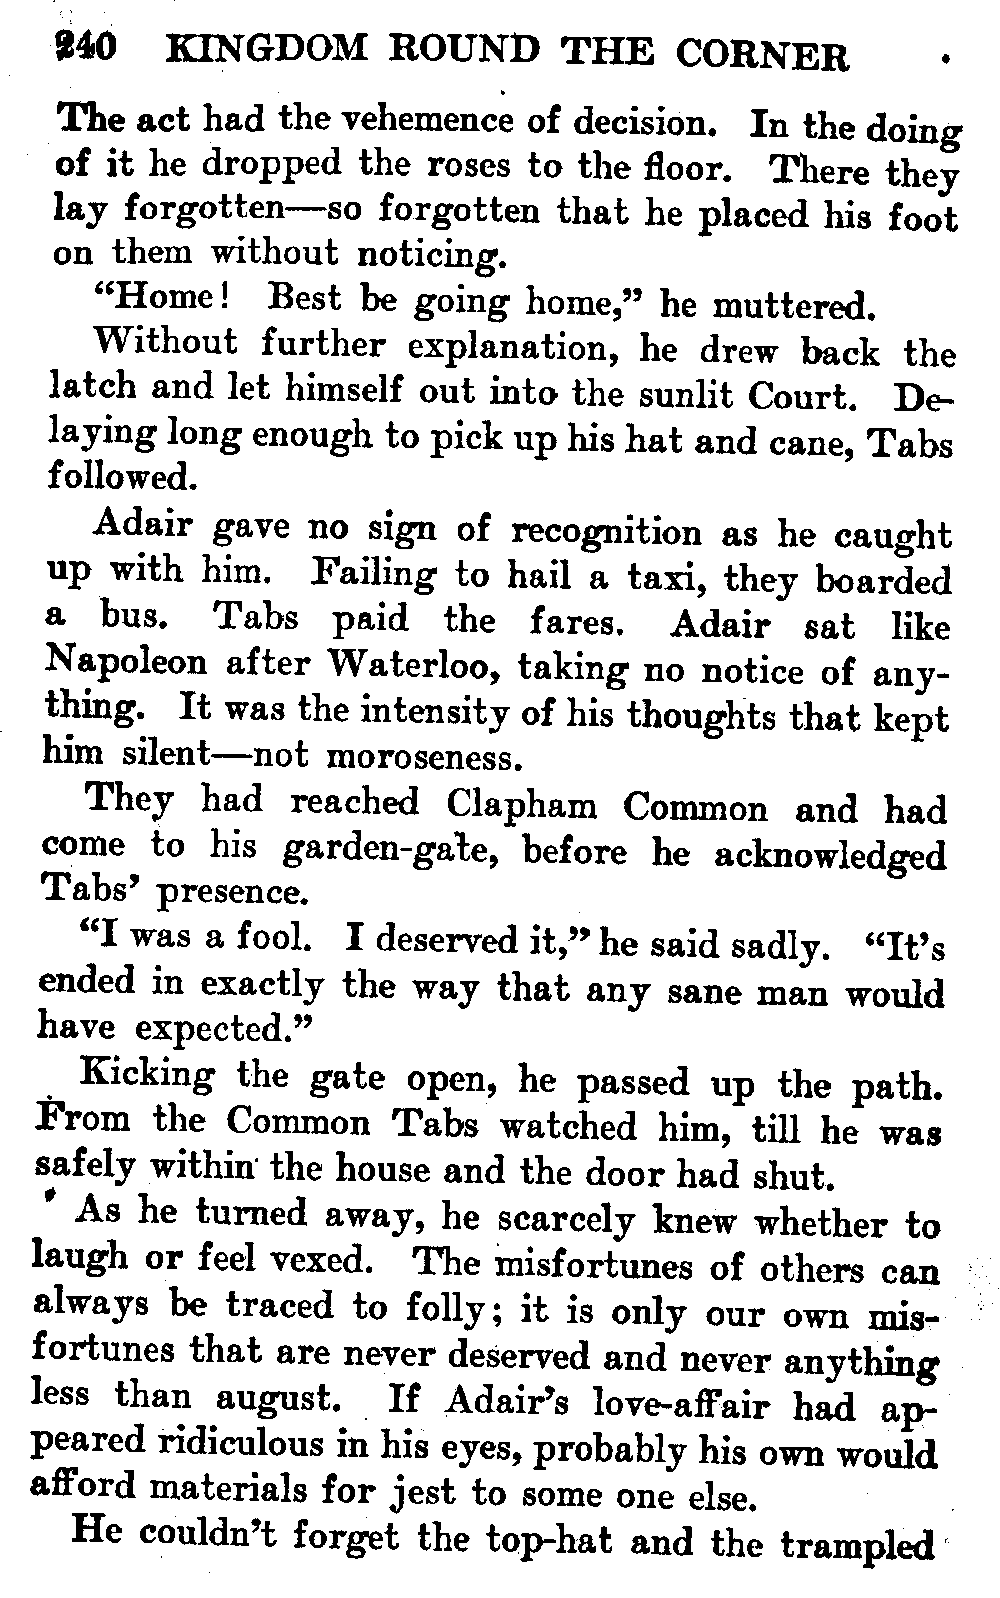 240 KINGDOM ROUND THE CORNER
The act had the vehemence of decision. In the doing
of it he dropped the roses to the floor. There they
lay forgotten—so forgotten that he placed his foot
on them without noticing.
"Home! Best be going home," he muttered.
Without further explanation, he drew back the
latch and let himself out into the sunlit Court. De-
laying long enough to pick up his hat and cane, Tabs
followed.
Adair gave no sign of recognition as he caught
up with him. Failing to hail a taxi, they boarded
a bus. Tabs paid the fares. Adair sat like
Napoleon after Waterloo, taking no notice of any-
thing. It was the intensity of his thoughts that kept
him silent—not moroseness.
They had reached Clapham Common and had
come to his garden-gate, before he acknowledged
Tabs' presence.
"I was a fool. I deserved it," he said sadly. "It's
ended in exactly the way that any sane man would
have expected."
Kicking the gate open, he passed up the path.
From the Common Tabs watched him, till he was
safely within the house and the door had shut.
As he turned away, he scarcely knew whether to
laugh or feel vexed. The misfortunes of others can
always be traced to folly; it is only our own mis-
fortunes that are never deserved and never anything
less than august. If Adair's love-affair had ap-
peared ridiculous in his eyes, probably his own would
afford materials for jest to some one else.
He couldn't forget the top-hat and the trampled